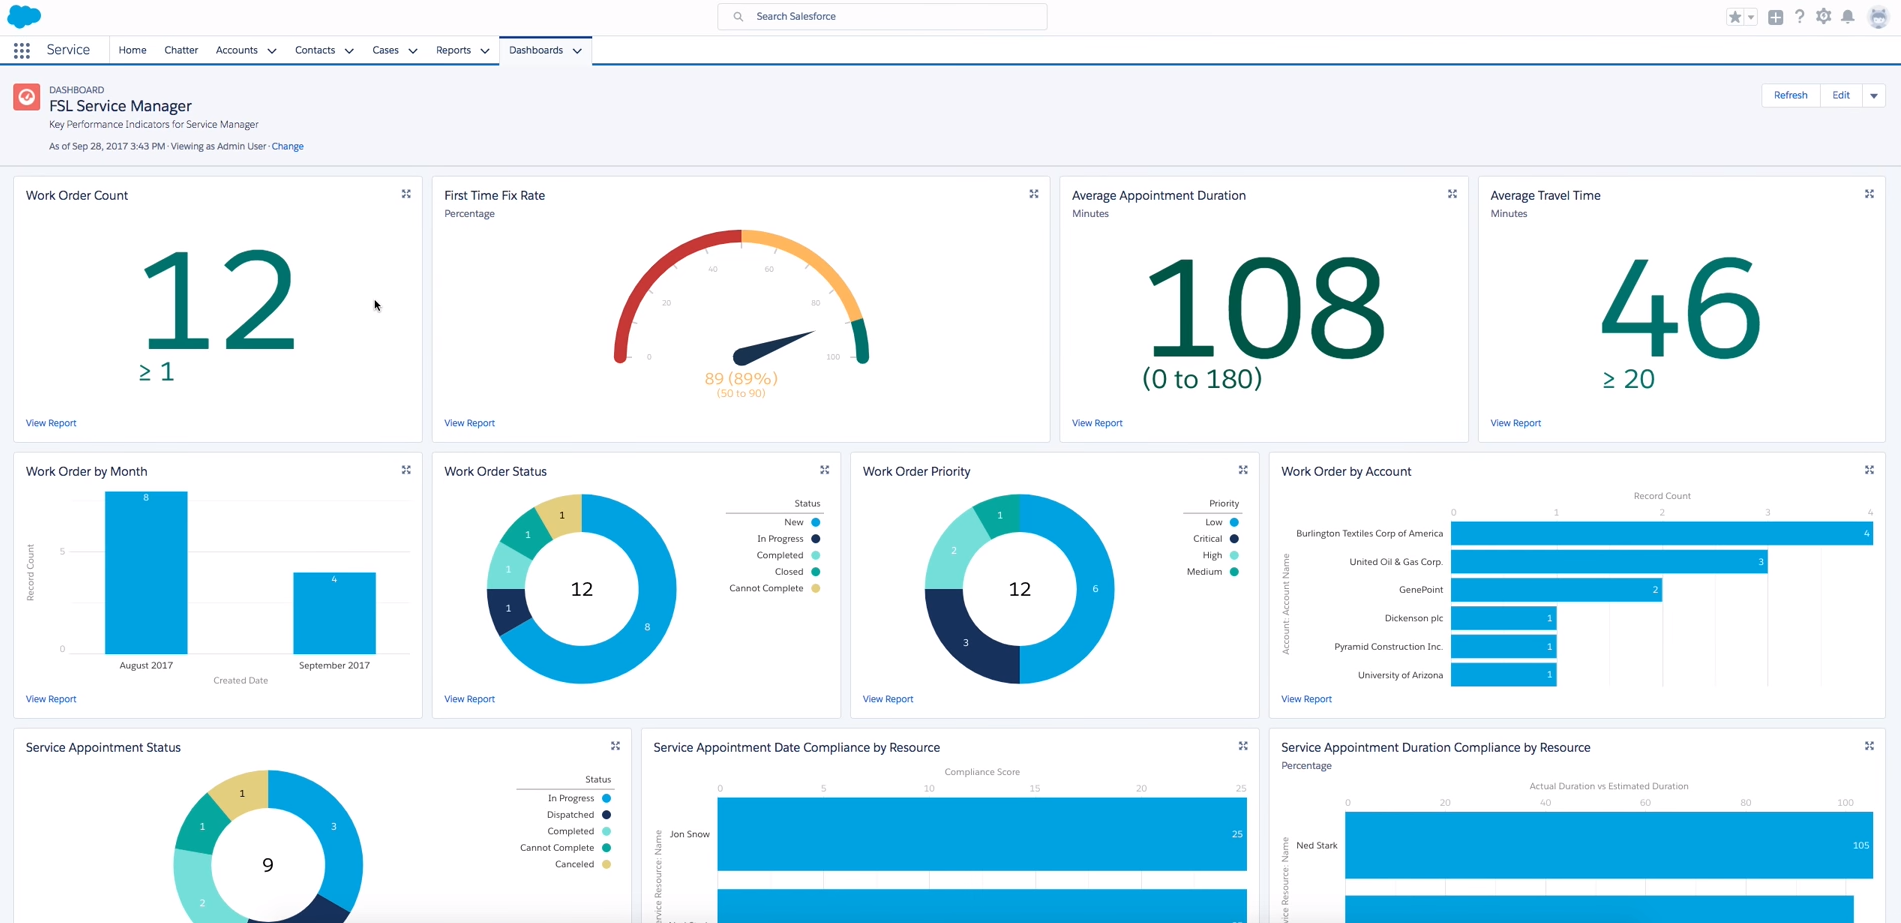 Search Salesforce
Service
Home
Chatter
Accounts
Contacts
Cases
Reports
Dashboards
DASHBOARD
FSL Service Manager
Key Performance Indicators for Service Manager
As of Sep 28, 2017 3:43 PM·Viewing as Admin User·Change
Refresh
Edit
Work Order Count
12
≥ 1
View Report
First Time Fix Rate
Percentage
0
20
40
60
80
100
89 (89%)
(50 to 90)
View Report
Average Appointment Duration
Minutes
108
(0 to 180)
View Report
Average Travel Time
Minutes
46
≥ 20
View Report
Work Order by Month
Record Count
5
0
8
4
August 2017
September 2017
Created Date
View Report
Work Order Status
Status
New
In Progress
Completed
Closed
Cannot Complete
1
1
1
1
8
12
View Report
Work Order Priority
Priority
Low
Critical
High
Medium
1
2
3
6
12
View Report
Work Order by Account
Record Count
0
1
2
3
4
Account: Account Name
Burlington Textiles Corp of America
4
United Oil & Gas Corp.
3
GenePoint
2
Dickenson plc
1
Pyramid Construction Inc.
1
University of Arizona
1
View Report
Service Appointment Status
Status
In Progress
Dispatched
Completed
Cannot Complete
Canceled
1
1
2
3
9
Service Appointment Date Compliance by Resource
Compliance Score
0
5
10
15
20
25
Resource: Name
Jon Snow
25
Service Appointment Duration Compliance by Resource
Percentage
Actual Duration vs Estimated Duration
0
20
40
60
80
100
Resource: Name
Ned Stark
105